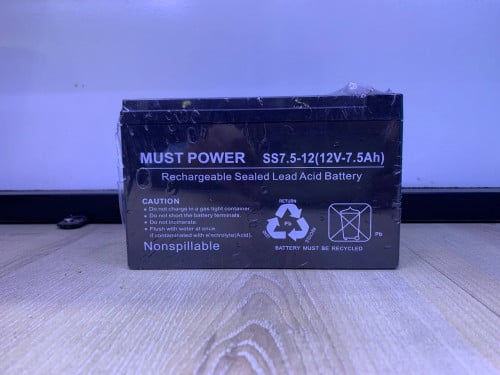 MUST POWER SS7.5-12(12V-7.5Ah)
Rechargeable Sealed Lead Acid Battery
CAUTION
• Do not charge in a gas tight container.
• Do not short the battery terminals.
• Do not incinerate.
• Flush with water at once
if contaminated with electrolyte(Acid).
Nonspillable
RETURN
Pb
Pb
BATTERY MUST BE RECYCLED